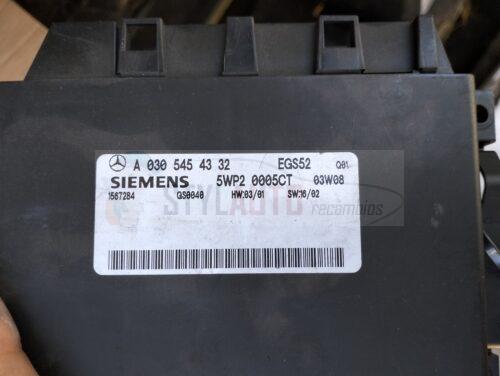 A 030 545 43 32 EGS52 Q01
SIEMENS 5WP2 0005CT 03W08
1567284 QS0040 HW:03/01 SW:16/02
STYLAUTO
recambios